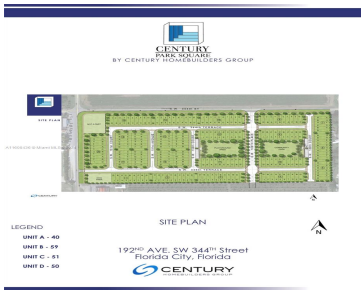 CENTURY
PARK SQUARE
BY CENTURY HOMEBUILDERS GROUP
SITE PLAN
CENTURY
SITE PLAN
LEGEND
UNIT A - 40
UNIT B - 59
UNIT C - 51
UNIT D - 50
192ND AVE, SW 344TH Street
Florida City, Florida
CENTURY
HOMEBUILDERS GROUP
N